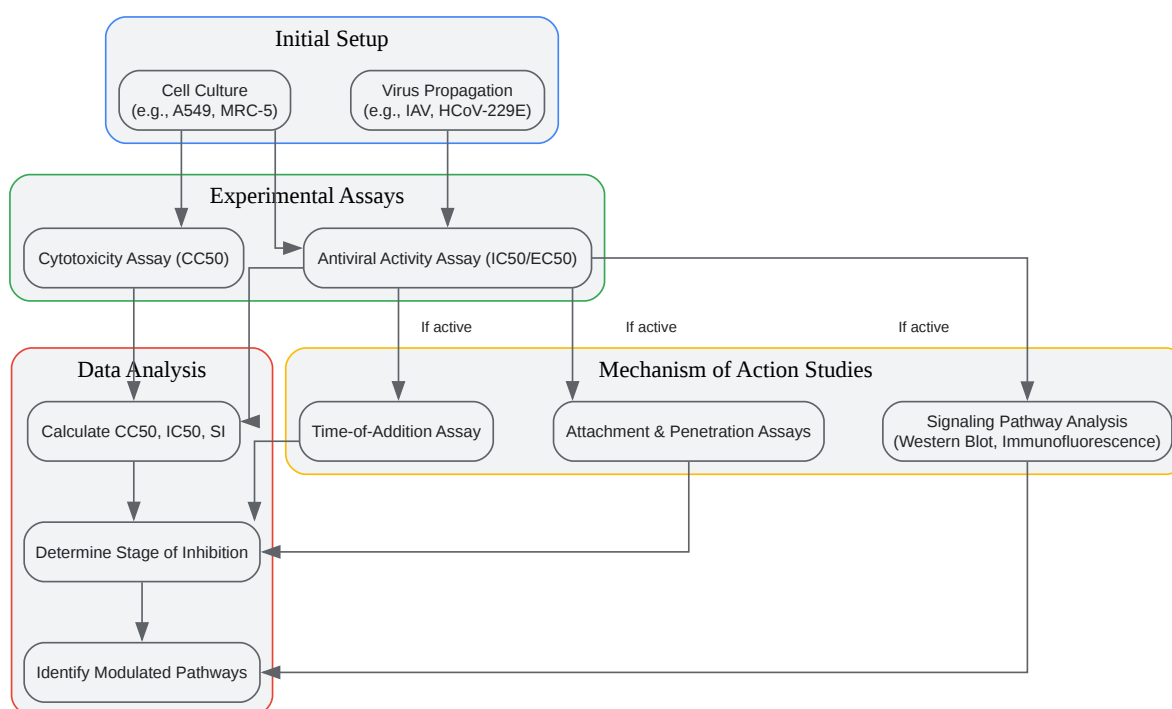 Initial Setup
Cell Culture
(e.g., A549, MRC-5)
Virus Propagation
(e.g., IAV, HCoV-229E)
Experimental Assays
Cytotoxicity Assay (CC50)
Antiviral Activity Assay (IC50/EC50)
If active
If active
If active
Data Analysis
Mechanism of Action Studies
Calculate CC50, IC50, SI
Time-of-Addition Assay
Attachment & Penetration Assays
Signaling Pathway Analysis
(Western Blot, Immunofluorescence)
Determine Stage of Inhibition
Identify Modulated Pathways